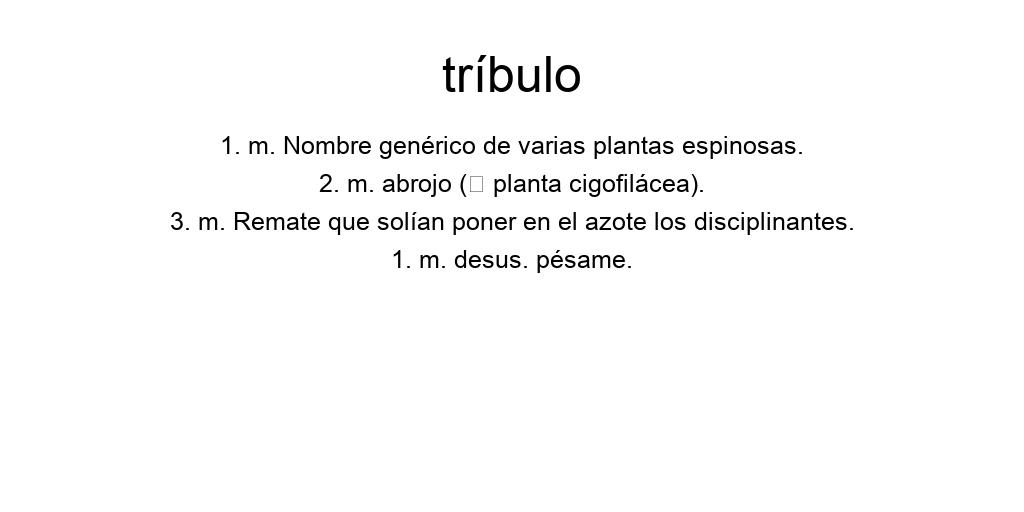 tríbulo
1. m. Nombre genérico de varias plantas espinosas.
2. m. abrojo (▯ planta cigofilácea).
3. m. Remate que solían poner en el azote los disciplinantes.
1. m. desus. pésame.